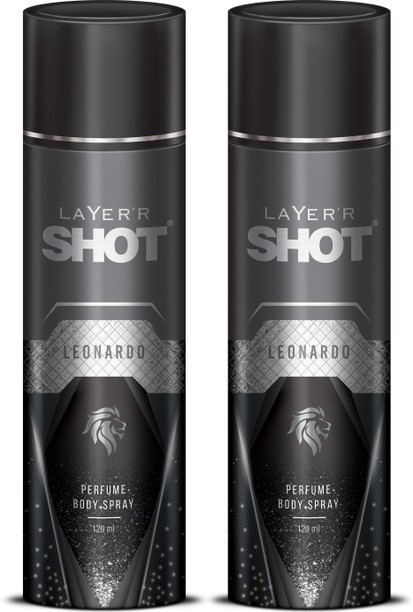 LAYER'R
SHOT®
LEONARDO
PERFUME
BODY SPRAY
120 ml
LAYER'R
SHOT®
LEONARDO
PERFUME
BODY SPRAY
120 ml